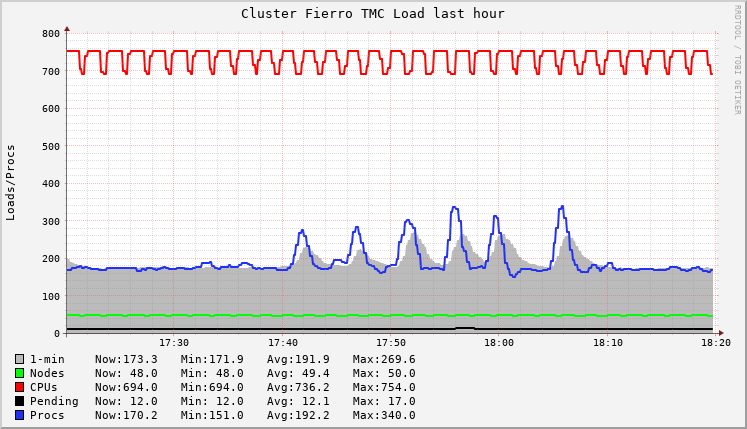 Cluster Fierro TMC Load last hour
RRDTOOL / TOBI OETIKER
Loads/Procs
800
700
600
500
400
300
200
100
0
17:30 17:40 17:50 18:00 18:10 18:20
1-min Now:173.3 Min:171.9 Avg:191.9 Max:269.6
Nodes Now: 48.0 Min: 48.0 Avg: 49.4 Max: 50.0
CPUs Now:694.0 Min:694.0 Avg:736.2 Max:754.0
Pending Now: 12.0 Min: 12.0 Avg: 12.1 Max: 17.0
Procs Now:170.2 Min:151.0 Avg:192.2 Max:340.0